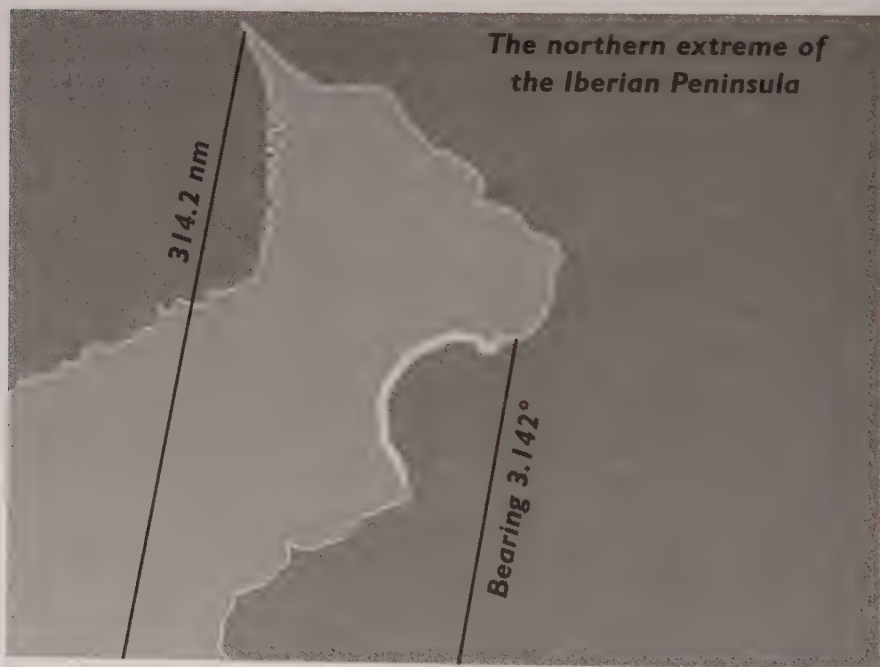 The northern extreme of
the Iberian Peninsula
314.2 nm
Bearing 3.142°